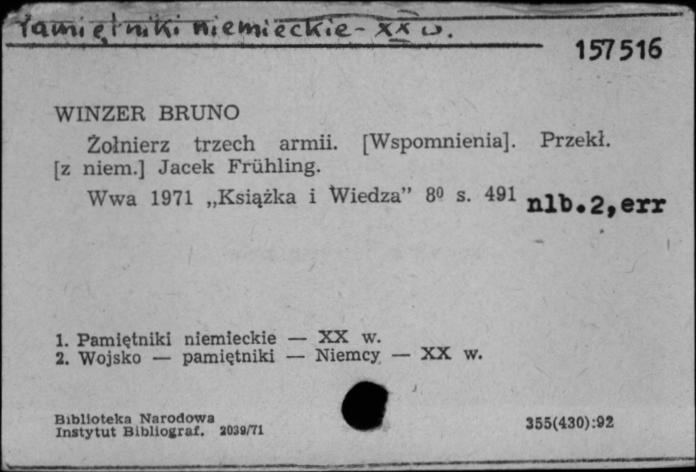 Pamiętniki niemieckie - XX w.
157516
WINZER BRUNO
Żołnierz trzech armii. [Wspomnienia]. Przekł.
[z niem.] Jacek Frühling.
Wwa 1971 „Książka i Wiedza” 8⁰ s. 491 nlb.2,err
1. Pamiętniki niemieckie — XX w.
2. Wojsko — pamiętniki — Niemcy — XX w.
Biblioteka Narodowa
Instytut Bibliograf. 2039/71
355(430):92